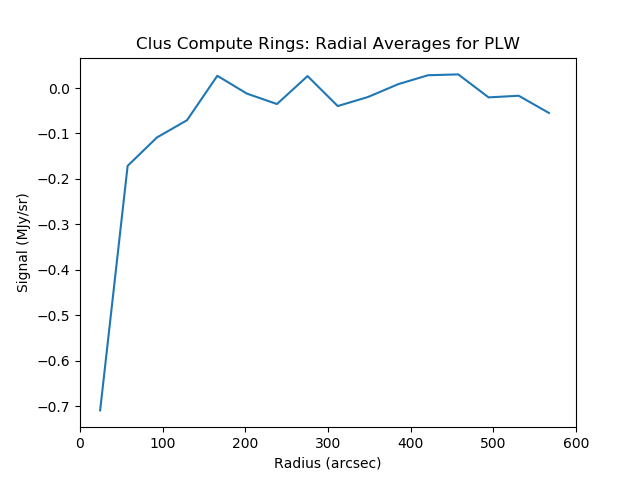 Clus Compute Rings: Radial Averages for PLW
Signal (MJy/sr)
0.0
−0.1
−0.2
−0.3
−0.4
−0.5
−0.6
−0.7
0 100 200 300 400 500 600
Radius (arcsec)